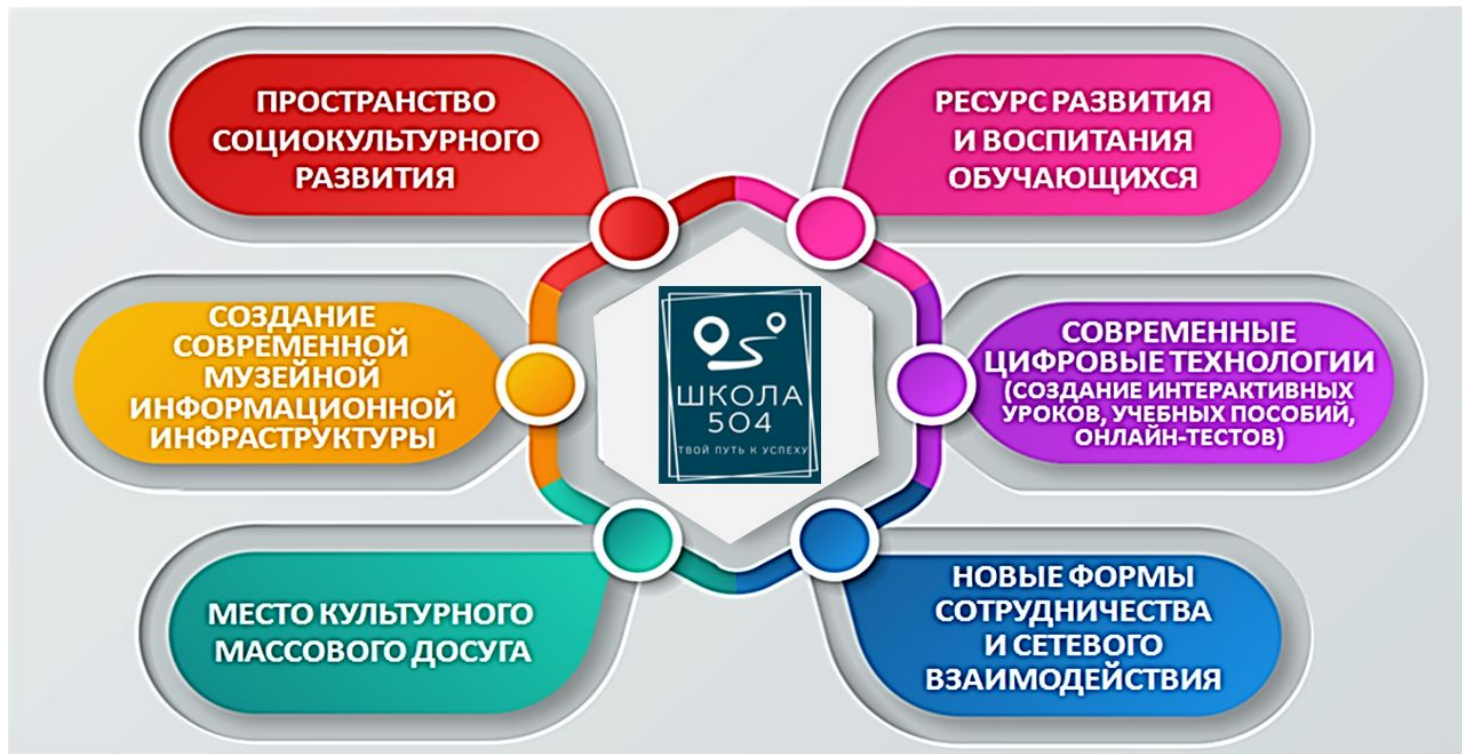 ПРОСТРАНСТВО
СОЦИОКУЛЬТУРНОГО
РАЗВИТИЯ
РЕСУРС РАЗВИТИЯ
И ВОСПИТАНИЯ
ОБУЧАЮЩИХСЯ
СОЗДАНИЕ
СОВРЕМЕННОЙ
МУЗЕЙНОЙ
ИНФОРМАЦИОННОЙ
ИНФРАСТРУКТУРЫ
ШКОЛА
504
ТВОЙ ПУТЬ К УСПЕХУ
СОВРЕМЕННЫЕ
ЦИФРОВЫЕ ТЕХНОЛОГИИ
(СОЗДАНИЕ ИНТЕРАКТИВНЫХ
УРОКОВ, УЧЕБНЫХ ПОСОБИЙ,
ОНЛАЙН-ТЕСТОВ)
МЕСТО КУЛЬТУРНОГО
МАССОВОГО ДОСУГА
НОВЫЕ ФОРМЫ
СОТРУДНИЧЕСТВА
И СЕТЕВОГО
ВЗАИМОДЕЙСТВИЯ